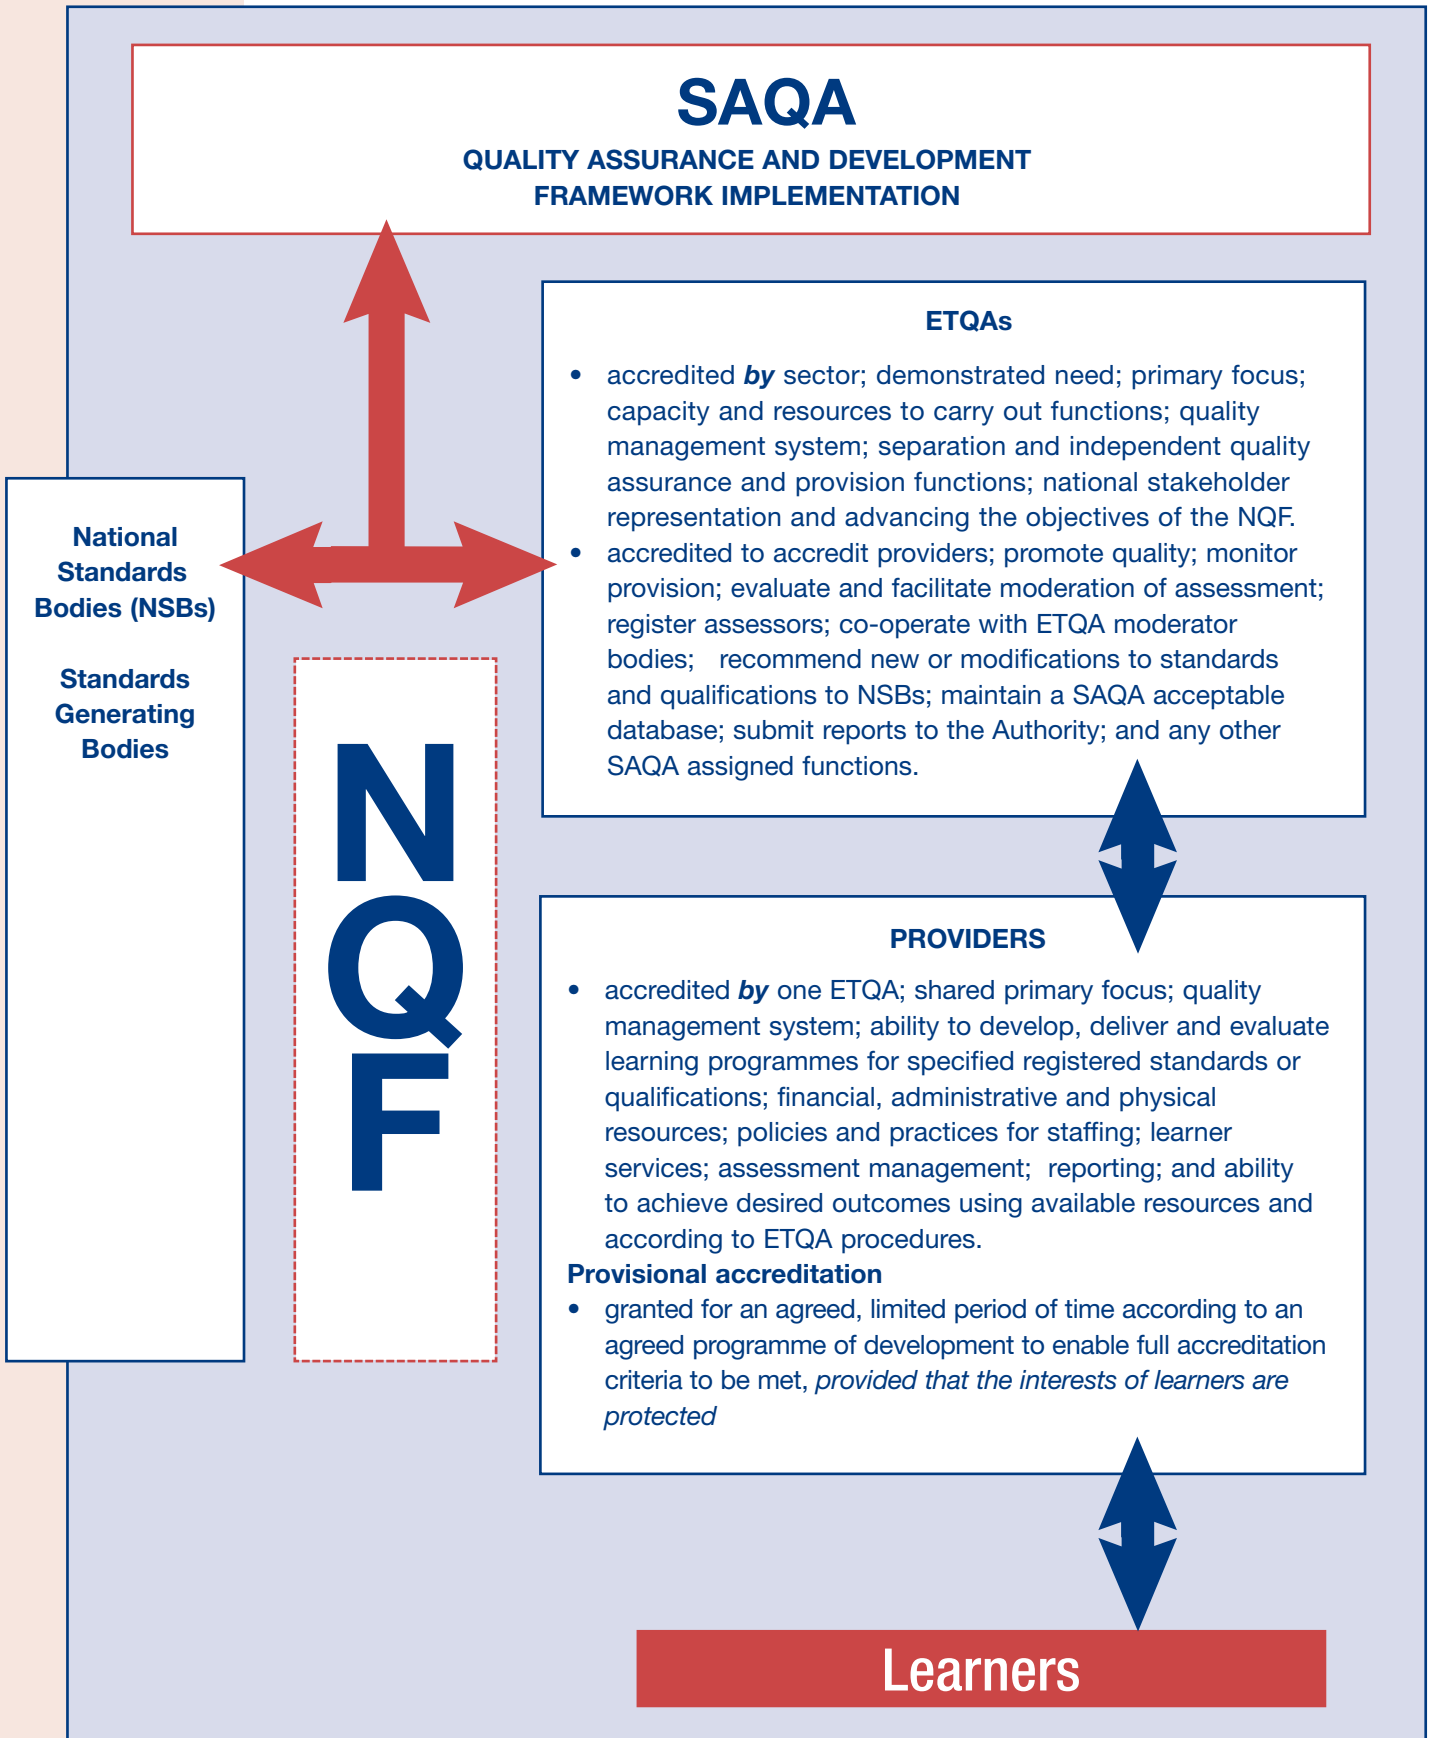 SAQA
QUALITY ASSURANCE AND DEVELOPMENT
FRAMEWORK IMPLEMENTATION
ETQAs
• accredited by sector; demonstrated need; primary focus;
capacity and resources to carry out functions; quality
management system; separation and independent quality
assurance and provision functions; national stakeholder
representation and advancing the objectives of the NQF.
• accredited to accredit providers; promote quality; monitor
provision; evaluate and facilitate moderation of assessment;
register assessors; co-operate with ETQA moderator
bodies; recommend new or modifications to standards
and qualifications to NSBs; maintain a SAQA acceptable
database; submit reports to the Authority; and any other
SAQA assigned functions.
National
Standards
Bodies (NSBs)
Standards
Generating
Bodies
N
Q
F
PROVIDERS
• accredited by one ETQA; shared primary focus; quality
management system; ability to develop, deliver and evaluate
learning programmes for specified registered standards or
qualifications; financial, administrative and physical
resources; policies and practices for staffing; learner
services; assessment management; reporting; and ability
to achieve desired outcomes using available resources and
according to ETQA procedures.
Provisional accreditation
• granted for an agreed, limited period of time according to an
agreed programme of development to enable full accreditation
criteria to be met, provided that the interests of learners are
protected
Learners